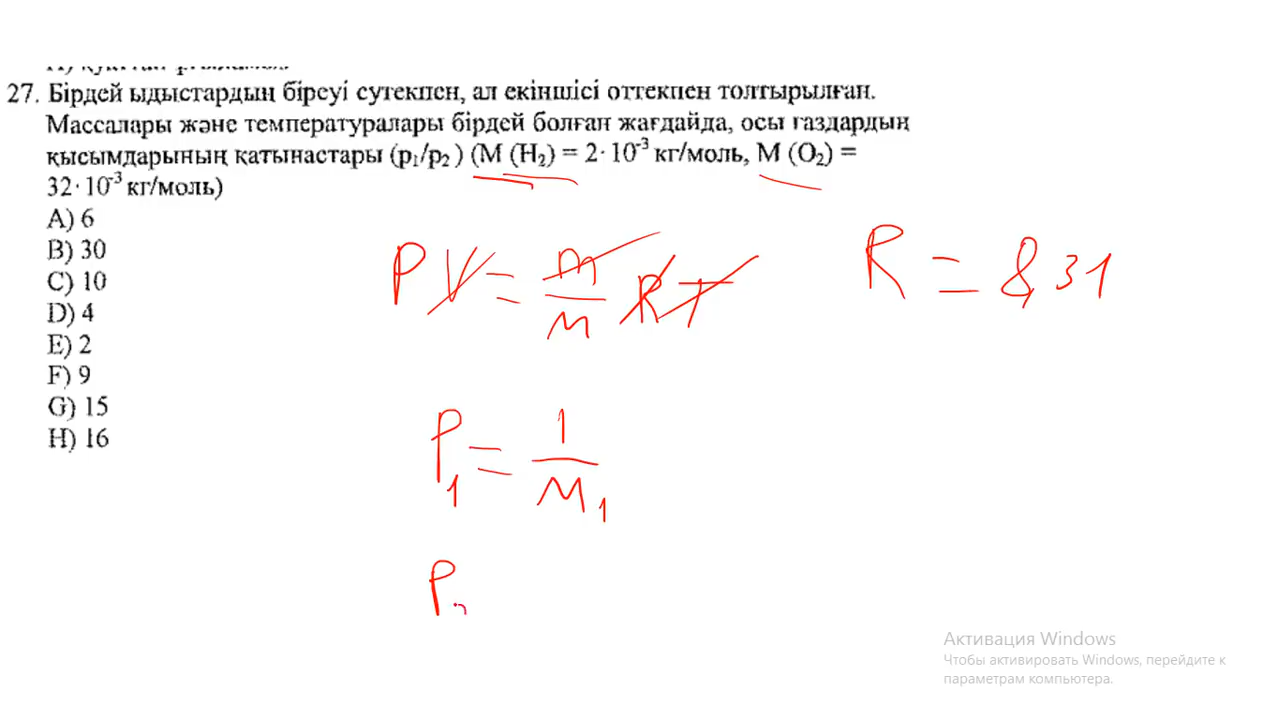 27. Бірдей ыдыстардың біреуі сутекпен, ал екіншісі оттекпен толтырылған.
Массалары және температуралары бірдей болған жағдайда, осы газдардың
қысымдарының қатынастары (p₁/p₂ ) (M (H₂) = 2· 10⁻³ кг/моль, M (O₂) =
32· 10⁻³ кг/моль)
A) 6
B) 30
C) 10
D) 4
E) 2
F) 9
G) 15
H) 16
PV = m/M RT
R = 8,31
P₁ = 1/M₁
P
Активация Windows
Чтобы активировать Windows, перейдите к
параметрам компьютера.